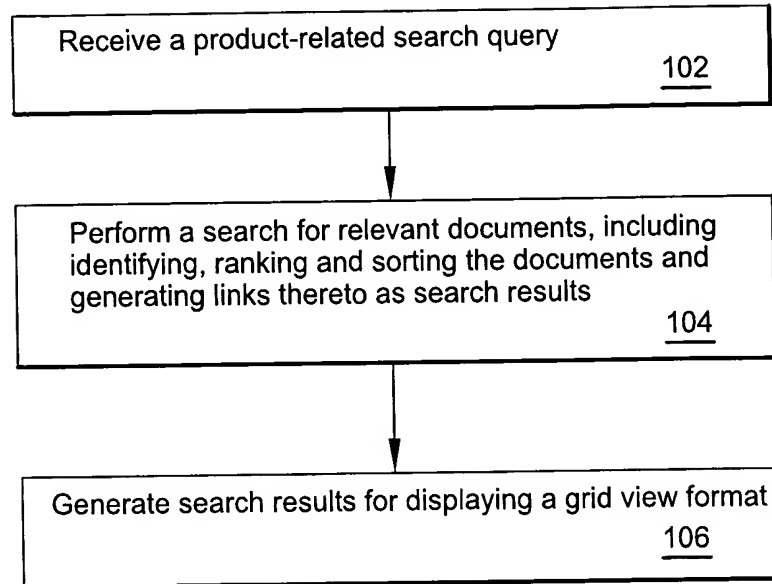 Receive a product-related search query
102
Perform a search for relevant documents, including
identifying, ranking and sorting the documents and
generating links thereto as search results
104
Generate search results for displaying a grid view format
106